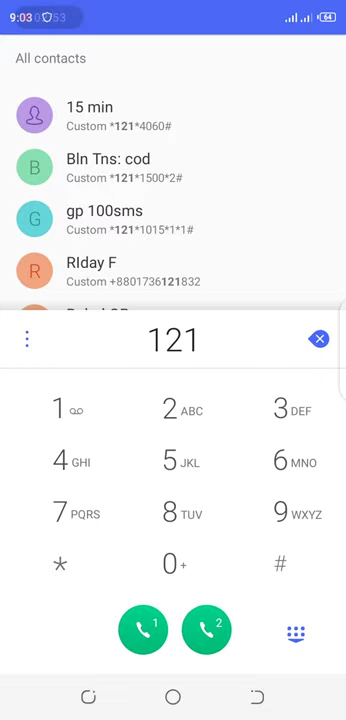 9:03
64
All contacts
15 min
Custom *121*4060#
B
Bln Tns: cod
Custom *121*1500*2#
G
gp 100sms
Custom *121*1015*1*1#
R
RIday F
Custom +8801736121832
121
1
2 ABC
3 DEF
4 GHI
5 JKL
6 MNO
7 PQRS
8 TUV
9 WXYZ
*
0 +
#
1
2